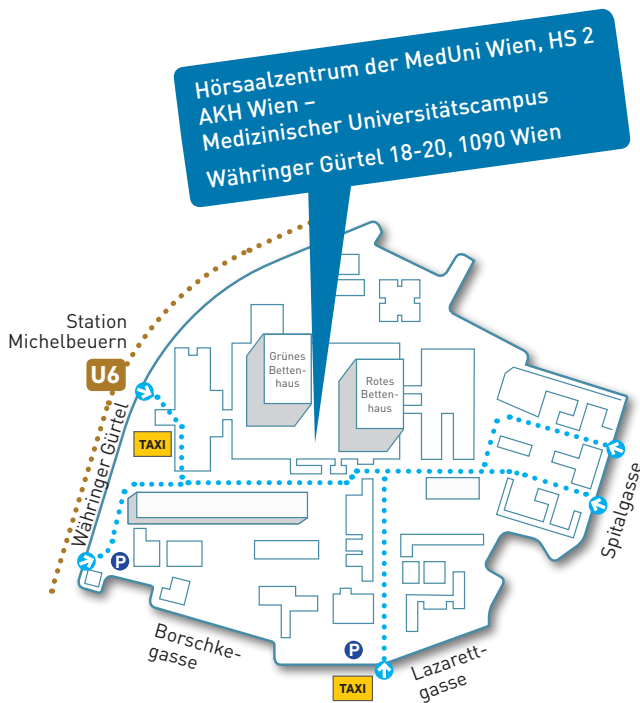 Hörsaalzentrum der MedUni Wien, HS 2
AKH Wien –
Medizinischer Universitätscampus
Währinger Gürtel 18-20, 1090 Wien
Station
Michelbeuern
U6
Grünes
Betten-
haus
Rotes
Betten-
haus
Währinger Gürtel
TAXI
Spitalgasse
P
Borschke-
gasse
P
Lazarett-
gasse
TAXI